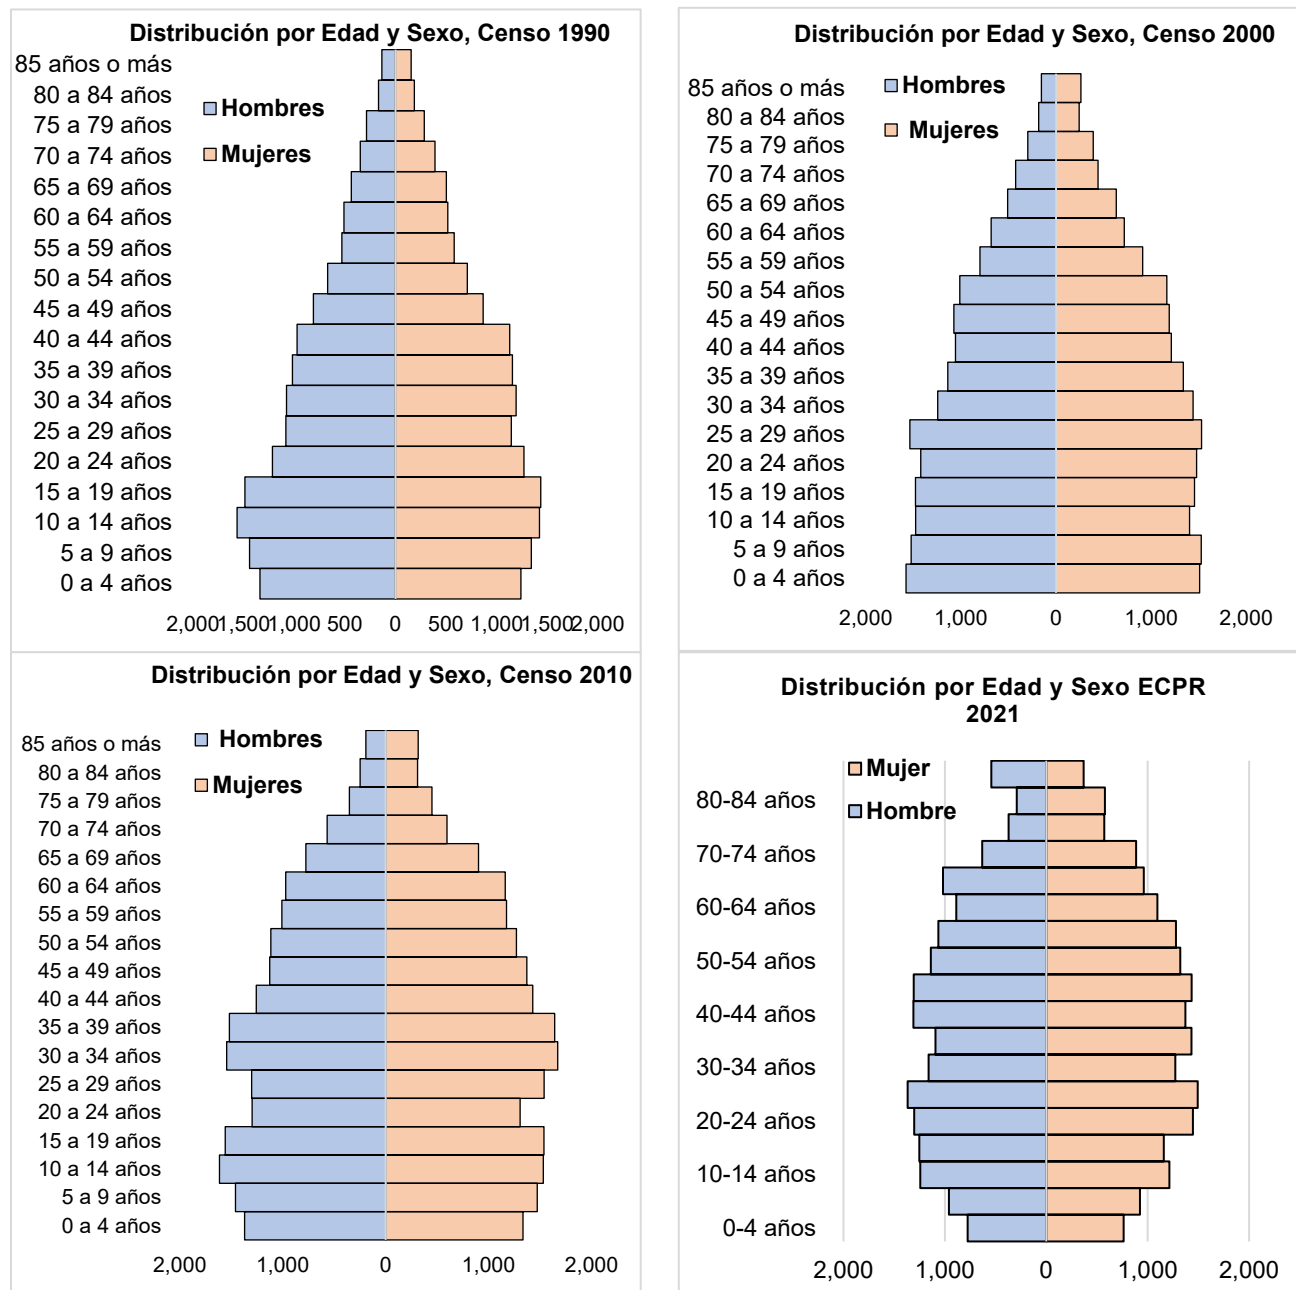 Distribución por Edad y Sexo, Censo 1990
85 años o más
80 a 84 años
75 a 79 años
70 a 74 años
65 a 69 años
60 a 64 años
55 a 59 años
50 a 54 años
45 a 49 años
40 a 44 años
35 a 39 años
30 a 34 años
25 a 29 años
20 a 24 años
15 a 19 años
10 a 14 años
5 a 9 años
0 a 4 años
Hombres
Mujeres
2,000 1,500 1,000 500 0 500 1,000 1,500 2,000
Distribución por Edad y Sexo, Censo 2000
85 años o más
80 a 84 años
75 a 79 años
70 a 74 años
65 a 69 años
60 a 64 años
55 a 59 años
50 a 54 años
45 a 49 años
40 a 44 años
35 a 39 años
30 a 34 años
25 a 29 años
20 a 24 años
15 a 19 años
10 a 14 años
5 a 9 años
0 a 4 años
Hombres
Mujeres
2,000 1,000 0 1,000 2,000
Distribución por Edad y Sexo, Censo 2010
85 años o más
80 a 84 años
75 a 79 años
70 a 74 años
65 a 69 años
60 a 64 años
55 a 59 años
50 a 54 años
45 a 49 años
40 a 44 años
35 a 39 años
30 a 34 años
25 a 29 años
20 a 24 años
15 a 19 años
10 a 14 años
5 a 9 años
0 a 4 años
Hombres
Mujeres
2,000 1,000 0 1,000 2,000
Distribución por Edad y Sexo ECPR
2021
Mujer
Hombre
80-84 años
70-74 años
60-64 años
50-54 años
40-44 años
30-34 años
20-24 años
10-14 años
0-4 años
2,000 1,000 0 1,000 2,000